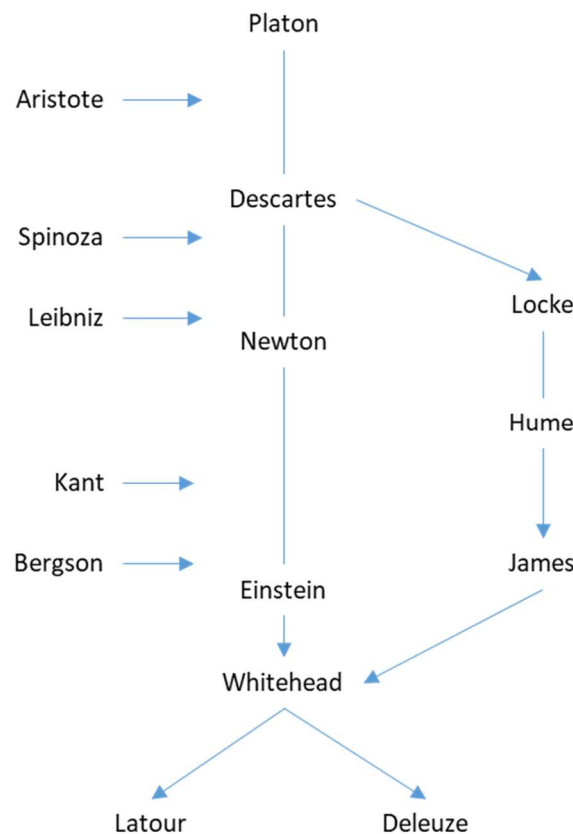 Platon
Aristote
Descartes
Spinoza
Locke
Leibniz
Newton
Hume
Kant
Bergson
James
Einstein
Whitehead
Latour
Deleuze